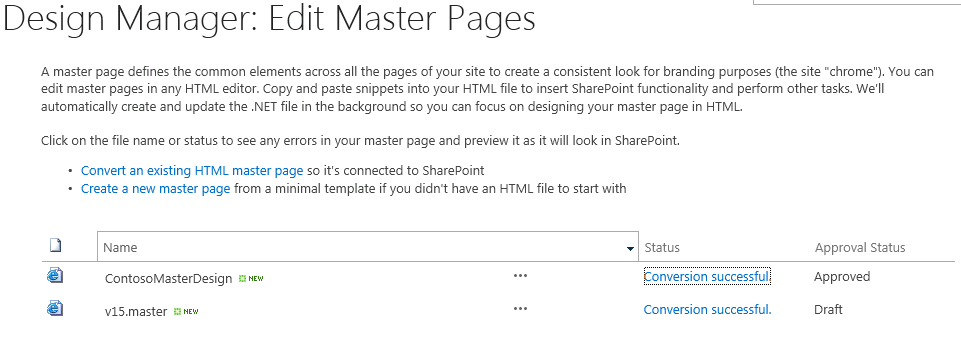 Design Manager: Edit Master Pages
A master page defines the common elements across all the pages of your site to create a consistent look for branding purposes (the site "chrome"). You can
edit master pages in any HTML editor. Copy and paste snippets into your HTML file to insert SharePoint functionality and perform other tasks. We'll
automatically create and update the .NET file in the background so you can focus on designing your master page in HTML.
Click on the file name or status to see any errors in your master page and preview it as it will look in SharePoint.
• Convert an existing HTML master page so it's connected to SharePoint
• Create a new master page from a minimal template if you didn't have an HTML file to start with
Name Status Approval Status
ContosoMasterDesign NEW ... Conversion successful. Approved
v15.master NEW ... Conversion successful. Draft